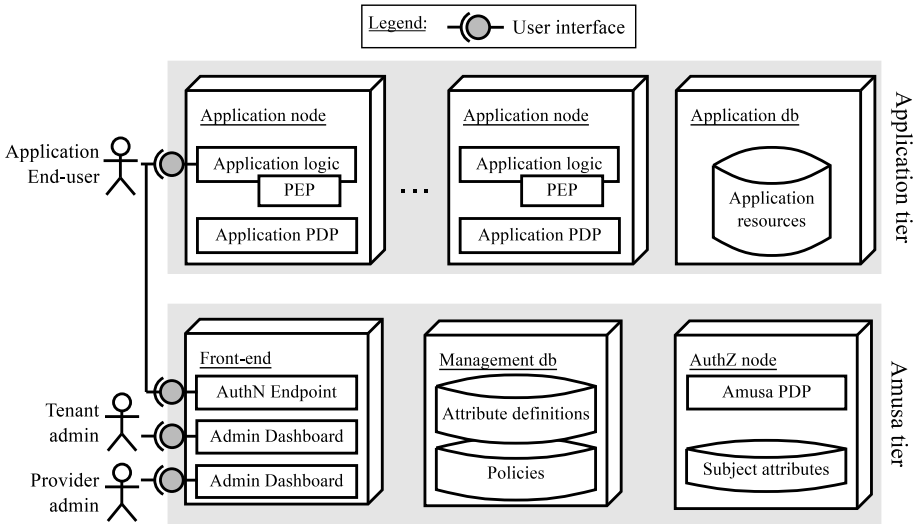 Legend:
User interface
Application node
Application logic
PEP
Application PDP
...
Application node
Application logic
PEP
Application PDP
Application db
Application
resources
Application tier
Application
End-user
Front-end
AuthN Endpoint
Admin Dashboard
Admin Dashboard
Management db
Attribute definitions
Policies
AuthZ node
Amusa PDP
Subject attributes
Amusa tier
Tenant
admin
Provider
admin